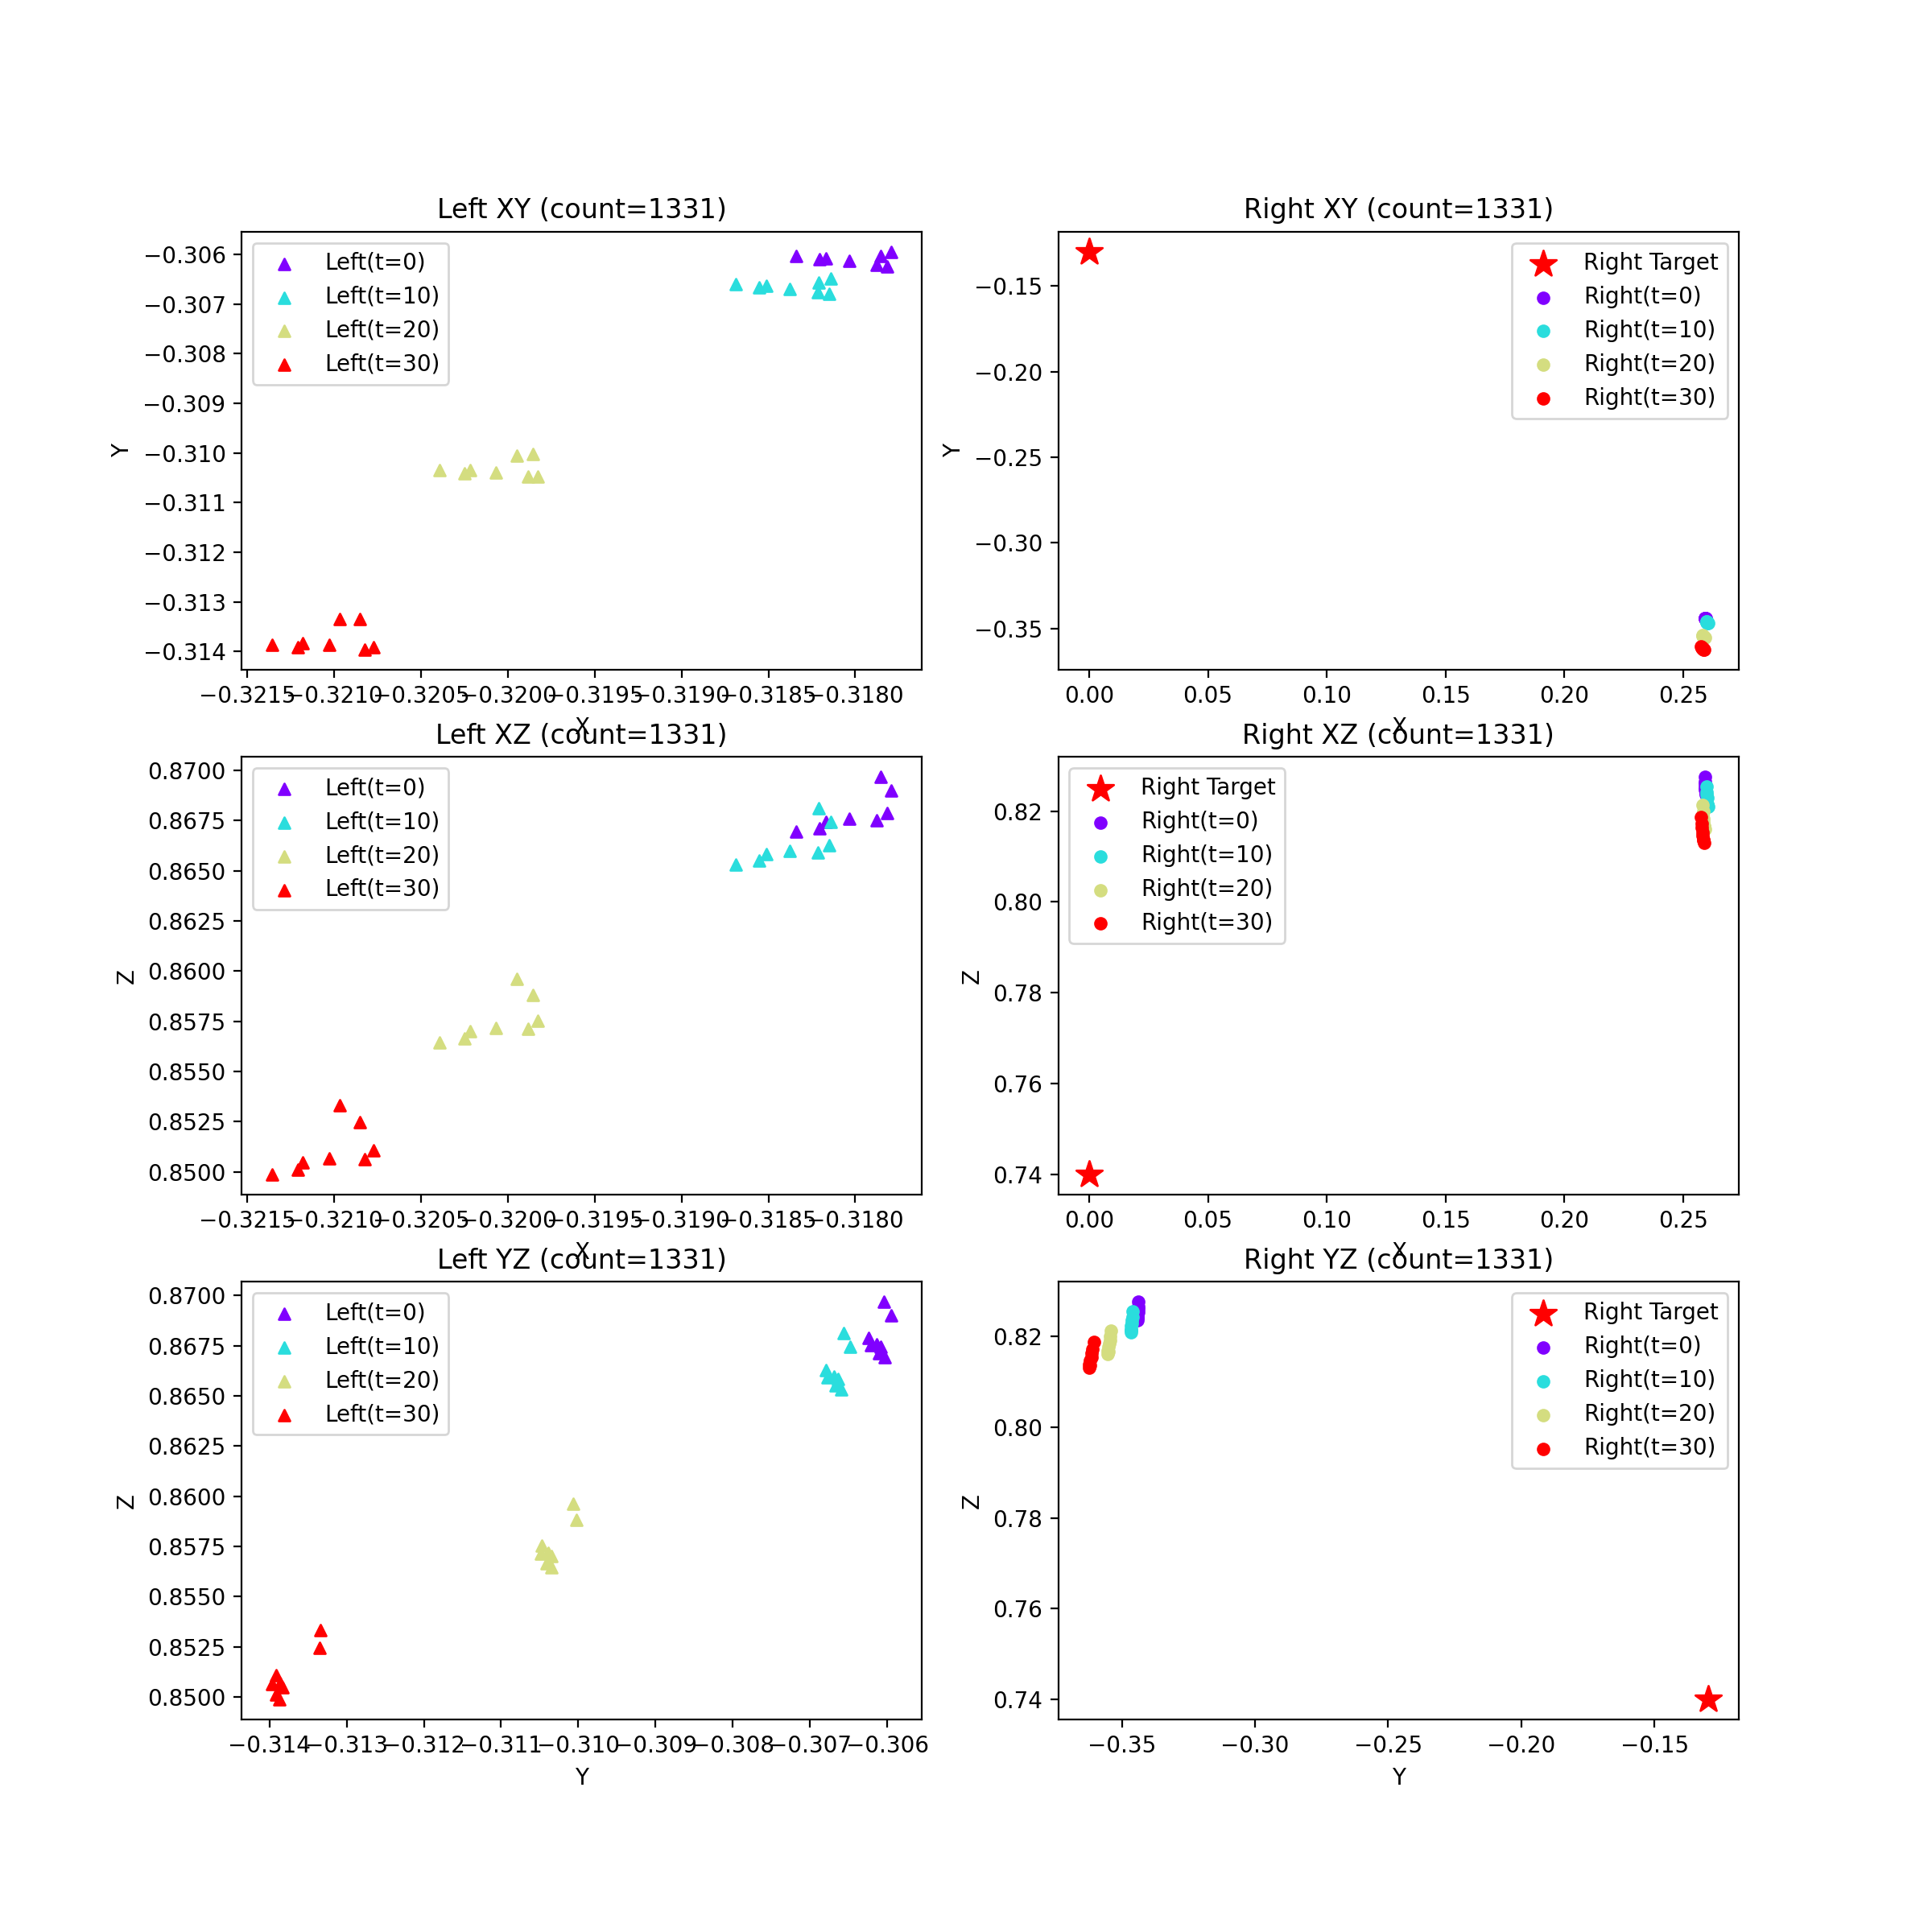 Left XY (count=1331)
−0.306
−0.307
−0.308
−0.309
−0.310
−0.311
−0.312
−0.313
−0.314
Y
Left(t=0)
Left(t=10)
Left(t=20)
Left(t=30)
−0.3215 −0.3210 −0.3205 −0.3200 −0.3195 −0.3190 −0.3185 −0.3180
X
Right XY (count=1331)
−0.15
−0.20
−0.25
−0.30
−0.35
Y
Right Target
Right(t=0)
Right(t=10)
Right(t=20)
Right(t=30)
0.00 0.05 0.10 0.15 0.20 0.25
X
Left XZ (count=1331)
0.8700
0.8675
0.8650
0.8625
0.8600
0.8575
0.8550
0.8525
0.8500
Z
Left(t=0)
Left(t=10)
Left(t=20)
Left(t=30)
−0.3215 −0.3210 −0.3205 −0.3200 −0.3195 −0.3190 −0.3185 −0.3180
X
Right XZ (count=1331)
0.82
0.80
0.78
0.76
0.74
Z
Right Target
Right(t=0)
Right(t=10)
Right(t=20)
Right(t=30)
0.00 0.05 0.10 0.15 0.20 0.25
X
Left YZ (count=1331)
0.8700
0.8675
0.8650
0.8625
0.8600
0.8575
0.8550
0.8525
0.8500
Z
Left(t=0)
Left(t=10)
Left(t=20)
Left(t=30)
−0.314 −0.313 −0.312 −0.311 −0.310 −0.309 −0.308 −0.307 −0.306
Y
Right YZ (count=1331)
0.82
0.80
0.78
0.76
0.74
Z
Right Target
Right(t=0)
Right(t=10)
Right(t=20)
Right(t=30)
−0.35 −0.30 −0.25 −0.20 −0.15
Y